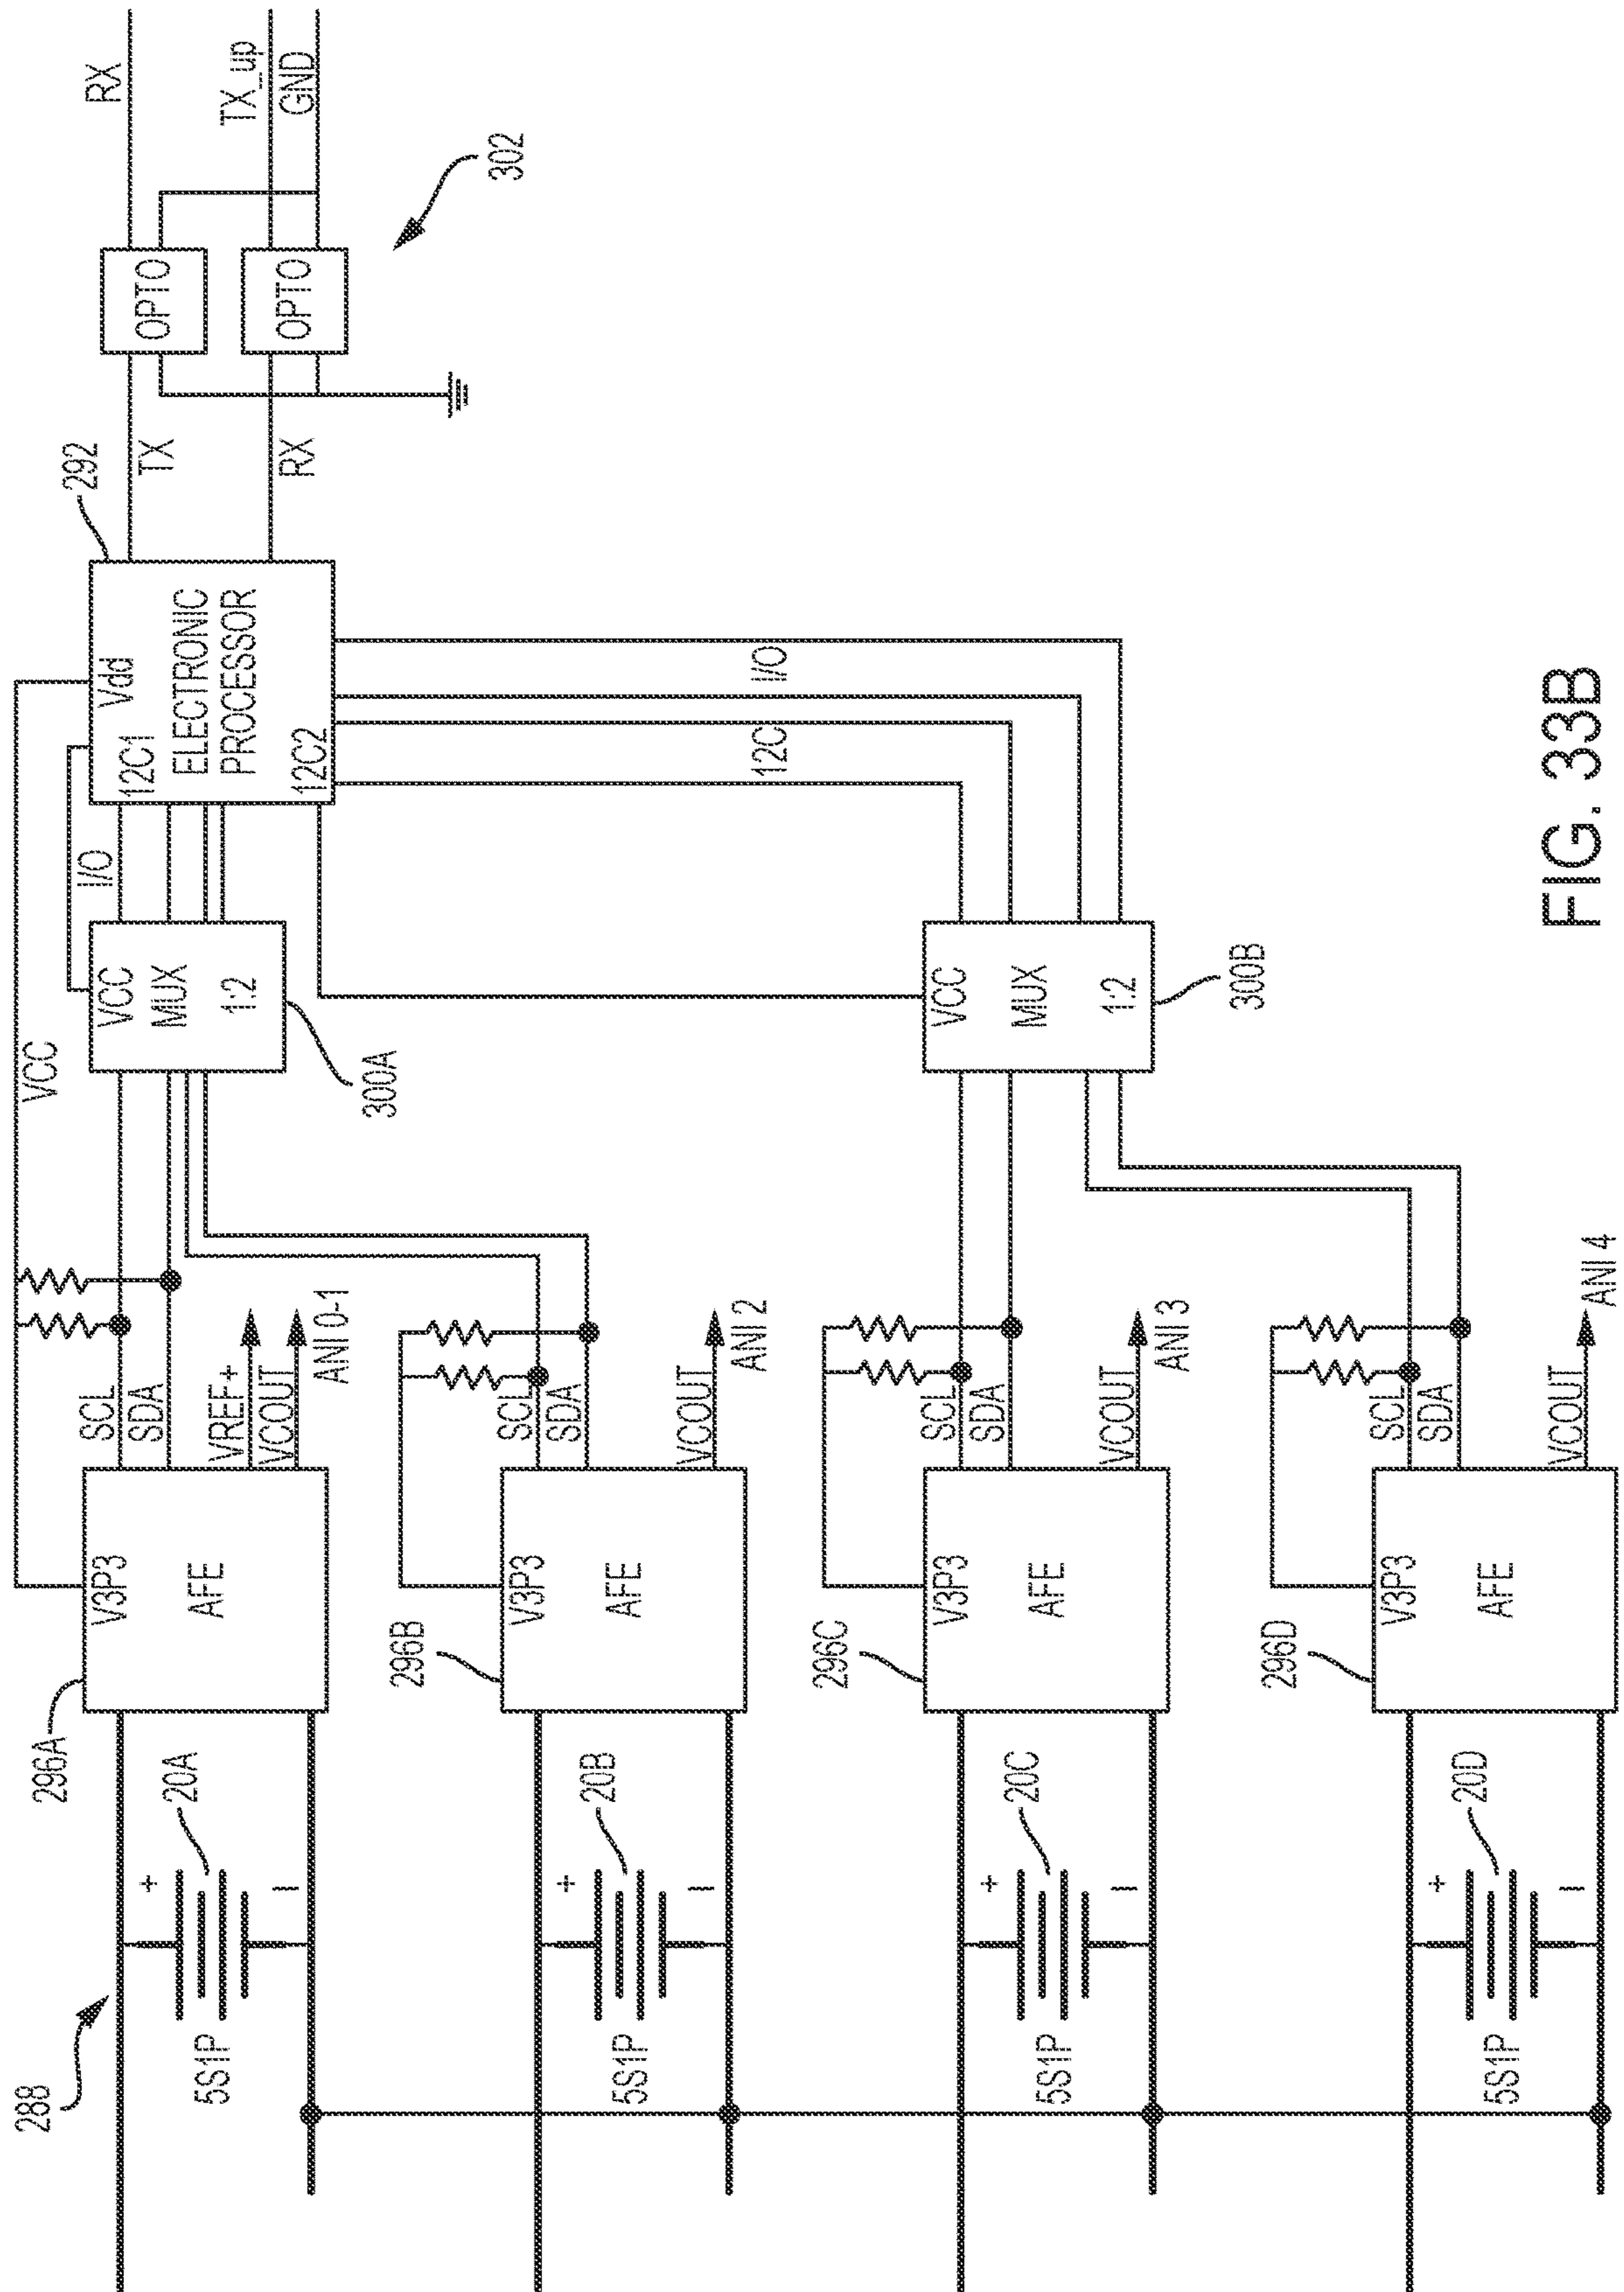 288
5S1P
+
–
20A
296A
V3P3
AFE
SCL
SDA
VREF+
VCOUT
ANI 0-1
VCC
VCC
MUX
1:2
300A
I/O
Vdd
12C1
ELECTRONIC
PROCESSOR
12C2
292
TX
RX
OPTO
OPTO
RX
TX_up
GND
302
5S1P
+
–
20B
296B
V3P3
AFE
SCL
SDA
VCOUT
ANI 2
5S1P
+
–
20C
296C
V3P3
AFE
SCL
SDA
VCOUT
ANI 3
VCC
MUX
1:2
300B
12C
I/O
5S1P
+
–
20D
296D
V3P3
AFE
SCL
SDA
VCOUT
ANI 4
FIG. 33B